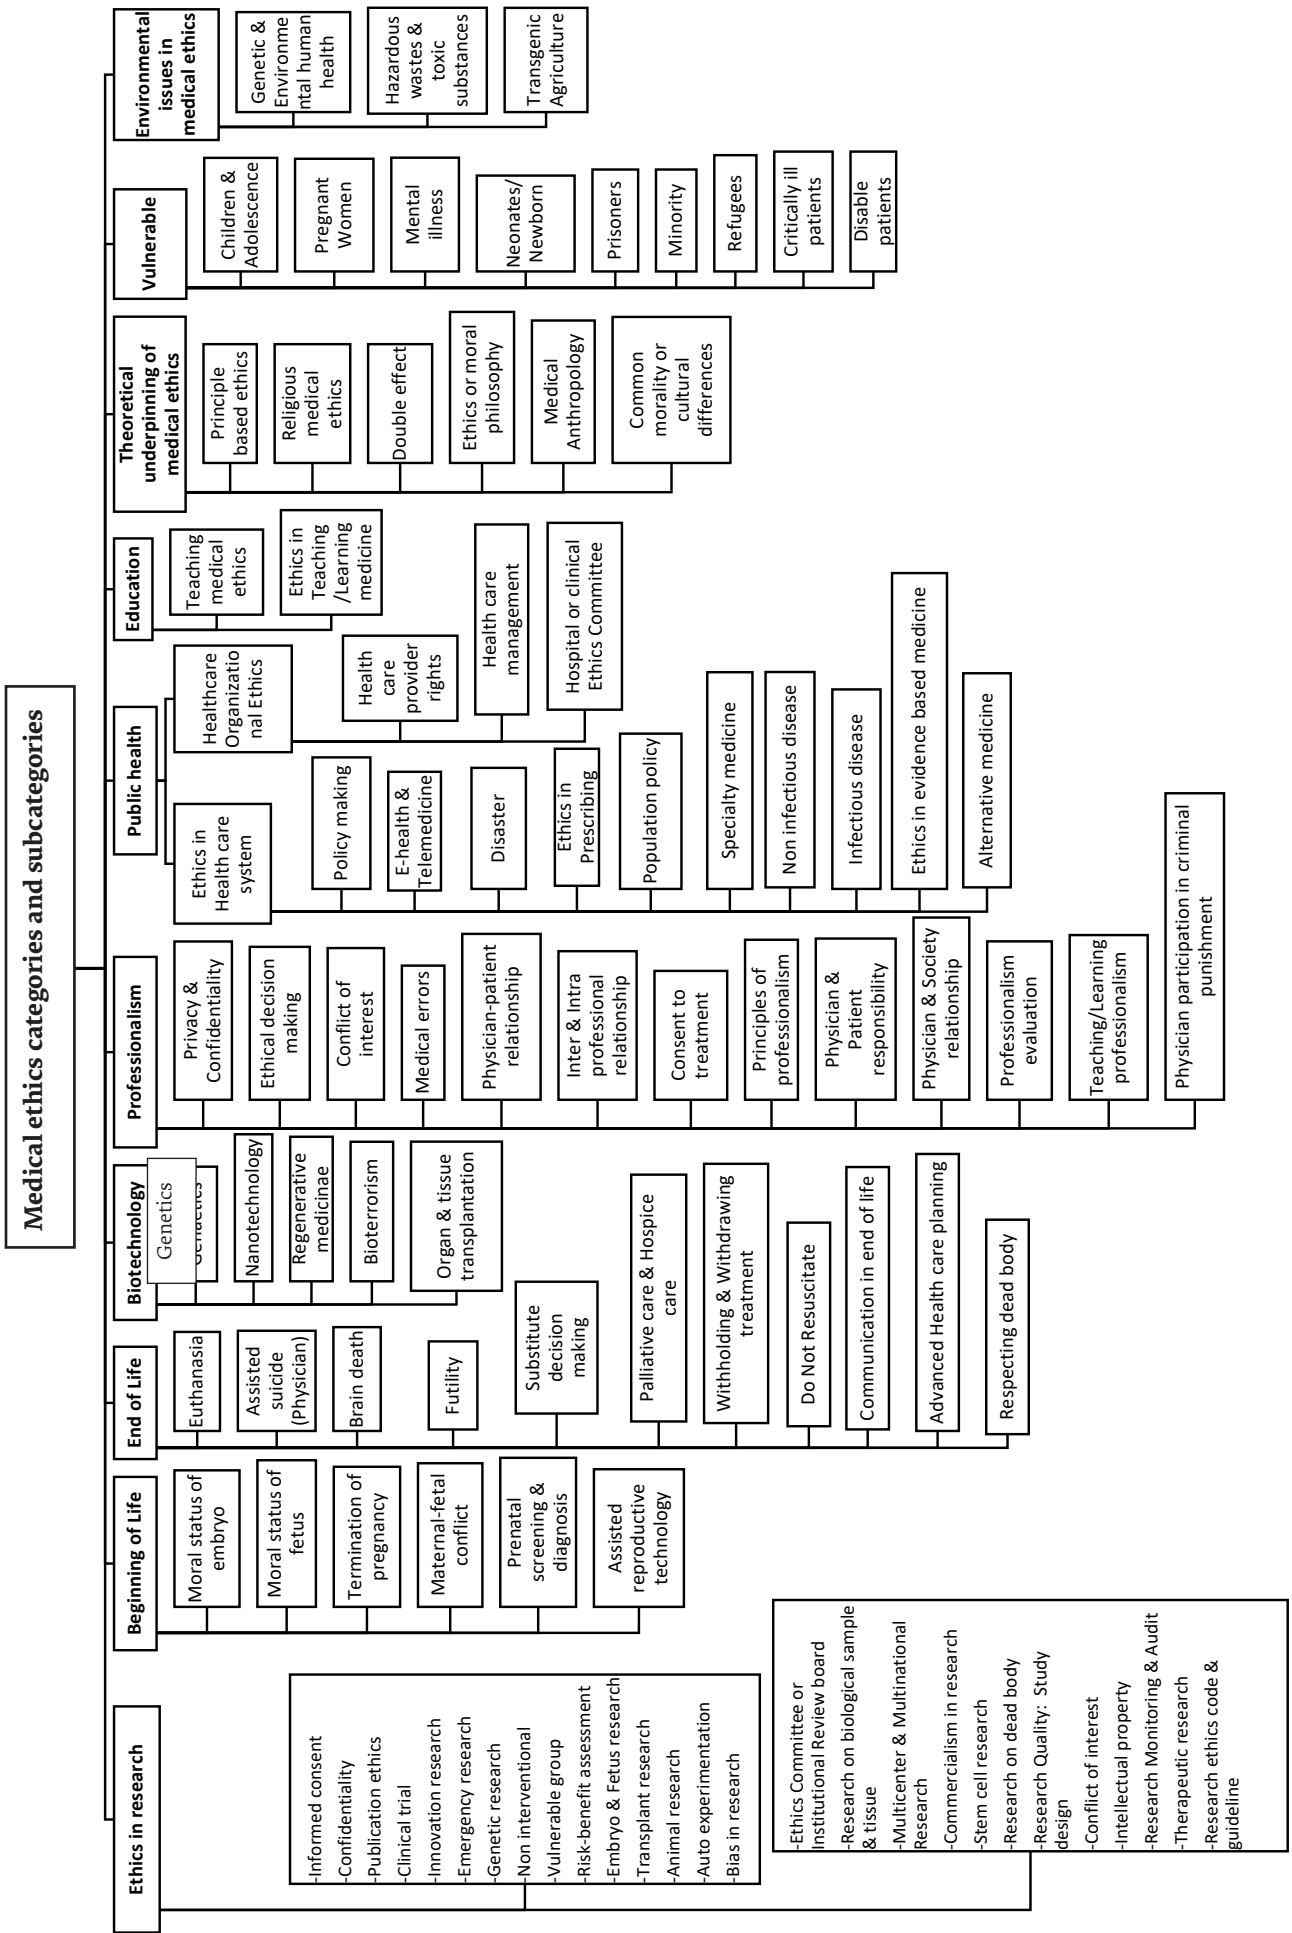 Medical ethics categories and subcategories
Ethics in research
-Informed consent
-Confidentiality
-Publication ethics
-Clinical trial
-Innovation research
-Emergency research
-Genetic research
-Non interventional
-Vulnerable group
-Risk-benefit assessment
-Embryo & Fetus research
-Transplant research
-Animal research
-Auto experimentation
-Bias in research
-Ethics Committee or
Institutional Review board
-Research on biological sample
& tissue
-Multicenter & Multinational
Research
-Commercialism in research
-Stem cell research
-Research on dead body
-Research Quality: Study
design
-Conflict of interest
-Intellectual property
-Research Monitoring & Audit
-Therapeutic research
-Research ethics code &
guideline
Beginning of Life
Moral status of
embryo
Moral status of
fetus
Termination of
pregnancy
Maternal-fetal
conflict
Prenatal
screening &
diagnosis
Assisted
reproductive
technology
End of Life
Euthanasia
Assisted
suicide
(Physician)
Brain death
Futility
Substitute
decision
making
Palliative care & Hospice
care
Withholding & Withdrawing
treatment
Do Not Resuscitate
Communication in end of life
Advanced Health care planning
Respecting dead body
Biotechnology
Genetics
Nanotechnology
Regenerative
medicinae
Bioterrorism
Organ & tissue
transplantation
Professionalism
Privacy &
Confidentiality
Ethical decision
making
Conflict of
interest
Medical errors
Physician-patient
relationship
Inter & Intra
professional
relationship
Consent to
treatment
Principles of
professionalism
Physician &
Patient
responsibility
Physician & Society
relationship
Professionalism
evaluation
Teaching/Learning
professionalism
Physician participation in criminal
punishment
Public health
Ethics in
Health care
system
Policy making
E-health &
Telemedicine
Disaster
Ethics in
Prescribing
Population policy
Specialty medicine
Non infectious disease
Infectious disease
Ethics in evidence based medicine
Alternative medicine
Healthcare
Organizatio
nal Ethics
Health
care
provider
rights
Health care
management
Hospital or clinical
Ethics Committee
Education
Teaching
medical
ethics
Ethics in
Teaching
/Learning
medicine
Theoretical
underpinning of
medical ethics
Principle
based ethics
Religious
medical
ethics
Double effect
Ethics or moral
philosophy
Medical
Anthropology
Common
morality or
cultural
differences
Vulnerable
Children &
Adolescence
Pregnant
Women
Mental
illness
Neonates/
Newborn
Prisoners
Minority
Refugees
Critically ill
patients
Disable
patients
Environmental
issues in
medical ethics
Genetic &
Environme
ntal human
health
Hazardous
wastes &
toxic
substances
Transgenic
Agriculture